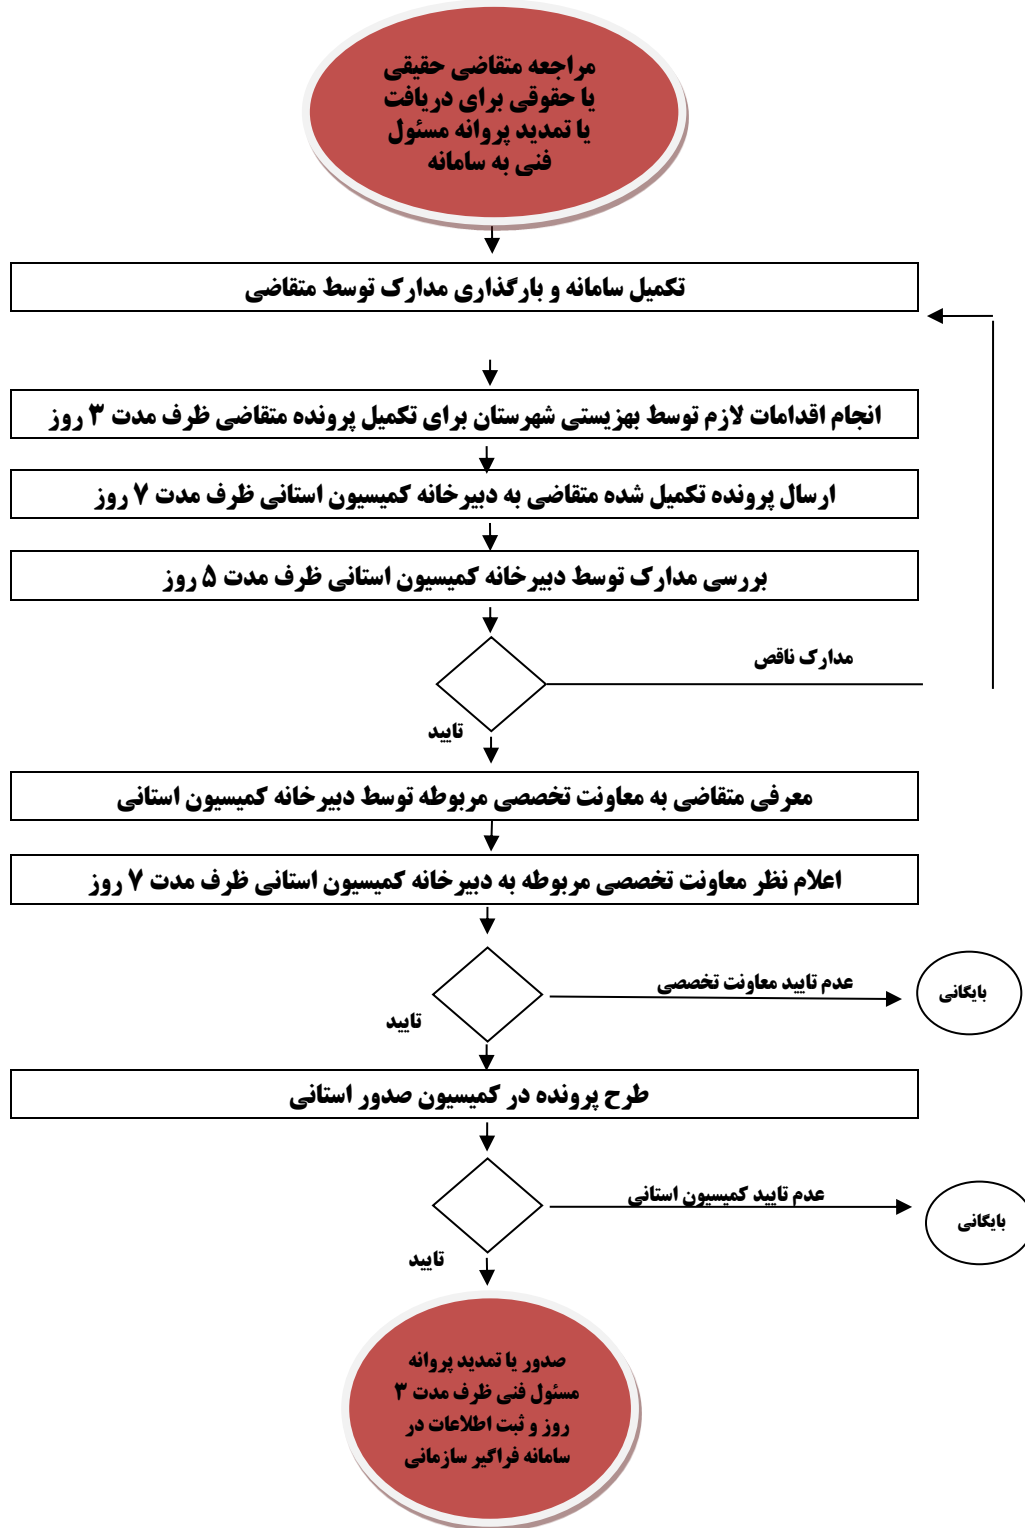 مراجعه متقاضی حقیقی
یا حقوقی برای دریافت
یا تمدید پروانه مسئول
فنی به سامانه
تکمیل سامانه و بارگذاری مدارک توسط متقاضی
انجام اقدامات لازم توسط بهزیستی شهرستان برای تکمیل پرونده متقاضی ظرف مدت ۳ روز
ارسال پرونده تکمیل شده متقاضی به دبیرخانه کمیسیون استانی ظرف مدت ۷ روز
بررسی مدارک توسط دبیرخانه کمیسیون استانی ظرف مدت ۵ روز
مدارک ناقص
تایید
معرفی متقاضی به معاونت تخصصی مربوطه توسط دبیرخانه کمیسیون استانی
اعلام نظر معاونت تخصصی مربوطه به دبیرخانه کمیسیون استانی ظرف مدت ۷ روز
عدم تایید معاونت تخصصی
بایگانی
تایید
طرح پرونده در کمیسیون صدور استانی
عدم تایید کمیسیون استانی
بایگانی
تایید
صدور یا تمدید پروانه
مسئول فنی ظرف مدت ۳
روز و ثبت اطلاعات در
سامانه فراگیر سازمانی